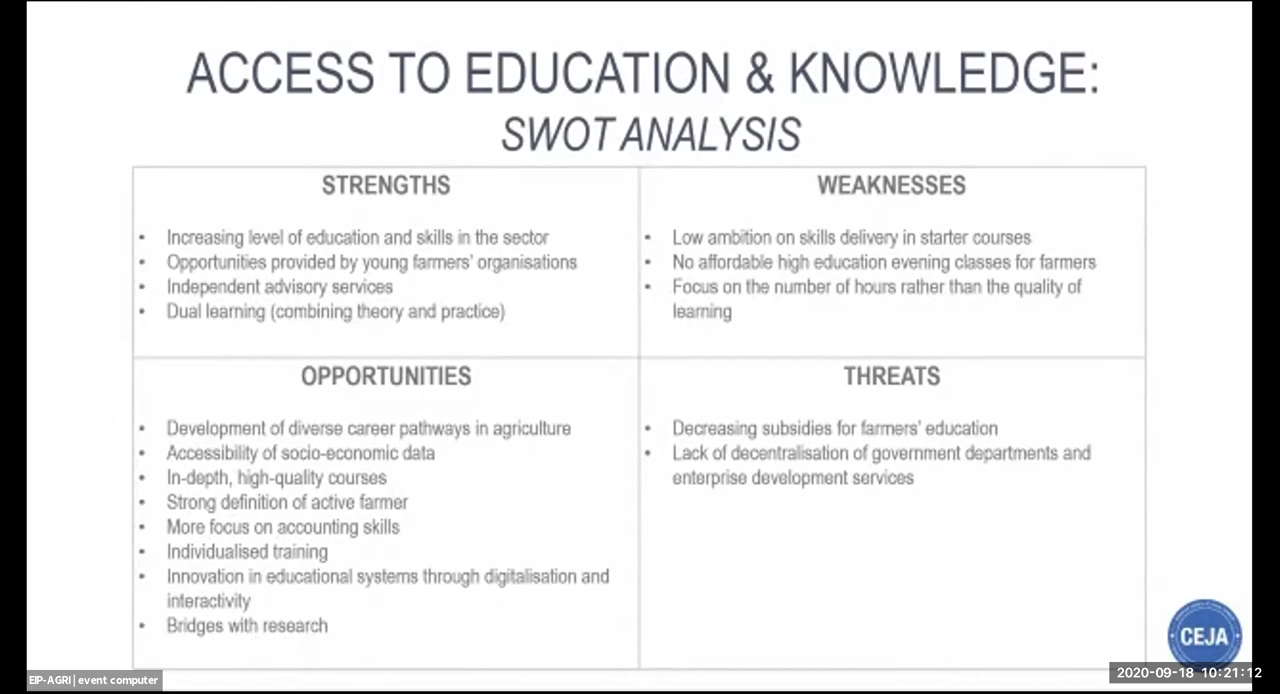 ACCESS TO EDUCATION & KNOWLEDGE:
SWOT ANALYSIS
STRENGTHS
• Increasing level of education and skills in the sector
• Opportunities provided by young farmers' organisations
• Independent advisory services
• Dual learning (combining theory and practice)
WEAKNESSES
• Low ambition on skills delivery in starter courses
• No affordable high education evening classes for farmers
• Focus on the number of hours rather than the quality of
learning
OPPORTUNITIES
• Development of diverse career pathways in agriculture
• Accessibility of socio-economic data
• In-depth, high-quality courses
• Strong definition of active farmer
• More focus on accounting skills
• Individualised training
• Innovation in educational systems through digitalisation and
interactivity
• Bridges with research
THREATS
• Decreasing subsidies for farmers' education
• Lack of decentralisation of government departments and
enterprise development services
CEJA
EIP-AGRI | event computer
2020-09-18 10:21:12